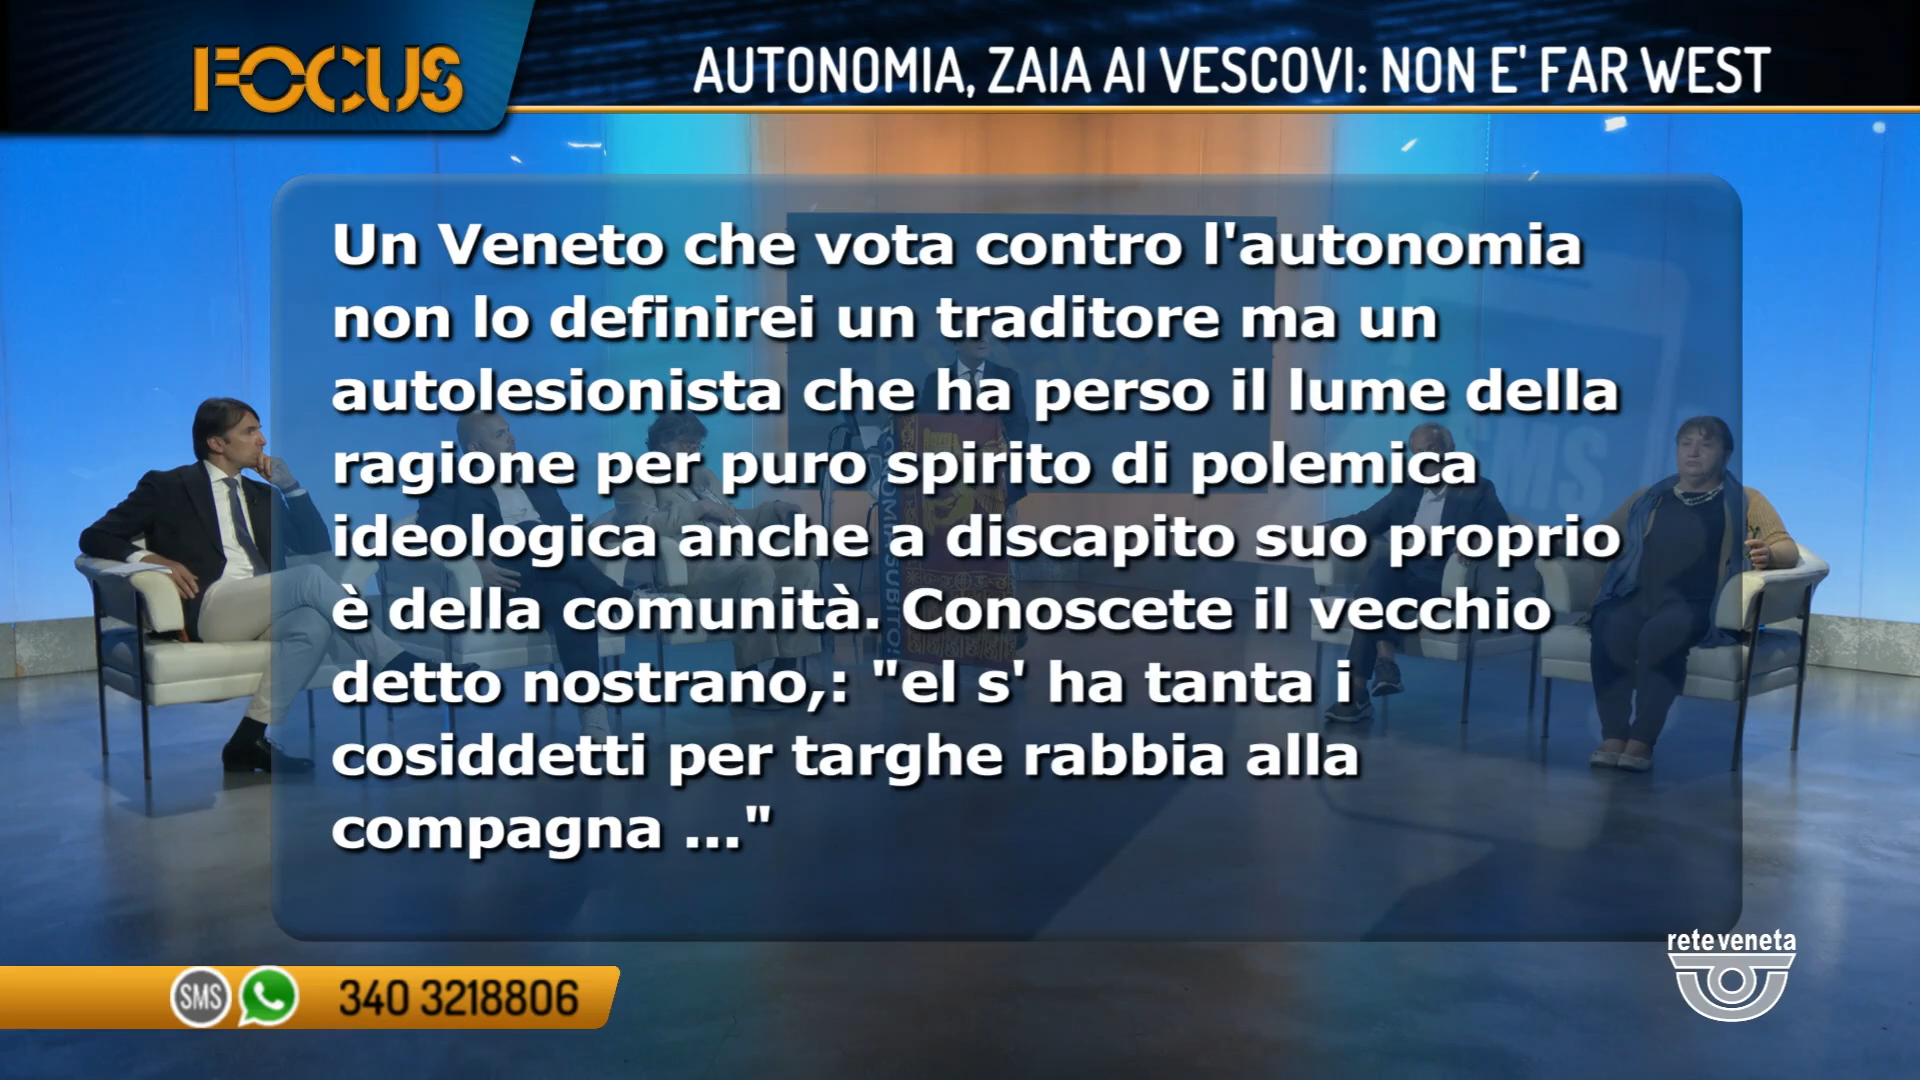 FOCUS
AUTONOMIA, ZAIA AI VESCOVI: NON E' FAR WEST
Un Veneto che vota contro l'autonomia
non lo definirei un traditore ma un
autolesionista che ha perso il lume della
ragione per puro spirito di polemica
ideologica anche a discapito suo proprio
è della comunità. Conoscete il vecchio
detto nostrano,: "el s' ha tanta i
cosiddetti per targhe rabbia alla
compagna ..."
SMS
SUBITO!
reteveneta
SMS
340 3218806